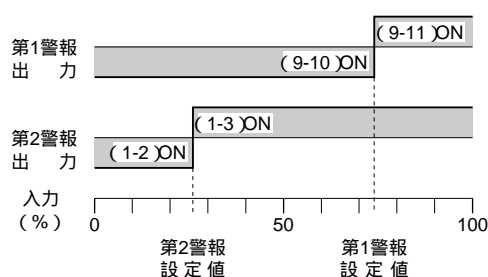 第1警報
出 力
(9-11)ON
(9-10)ON
第2警報
出 力
(1-3)ON
(1-2)ON
入力
(%)
0 50 100
第2警報
設定値
第1警報
設定値